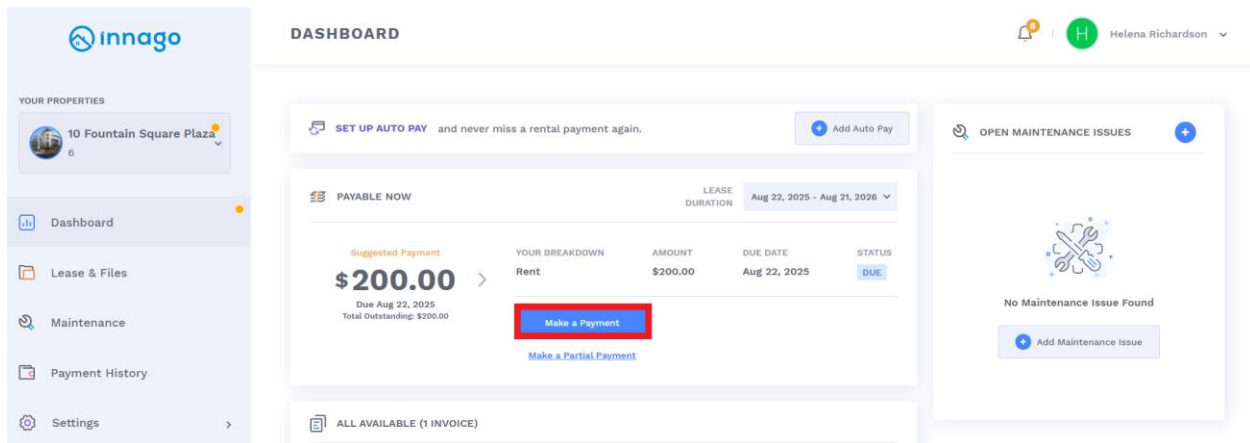 innago
DASHBOARD
8
H
Helena Richardson
YOUR PROPERTIES
10 Fountain Square Plaza
6
Dashboard
Lease & Files
Maintenance
Payment History
Settings
SET UP AUTO PAY and never miss a rental payment again.
Add Auto Pay
PAYABLE NOW
LEASE
DURATION
Aug 22, 2025 - Aug 21, 2026
Suggested Payment
$200.00
Due Aug 22, 2025
Total Outstanding: $200.00
YOUR BREAKDOWN AMOUNT DUE DATE STATUS
Rent $200.00 Aug 22, 2025 DUE
Make a Payment
Make a Partial Payment
ALL AVAILABLE (1 INVOICE)
OPEN MAINTENANCE ISSUES
No Maintenance Issue Found
Add Maintenance Issue